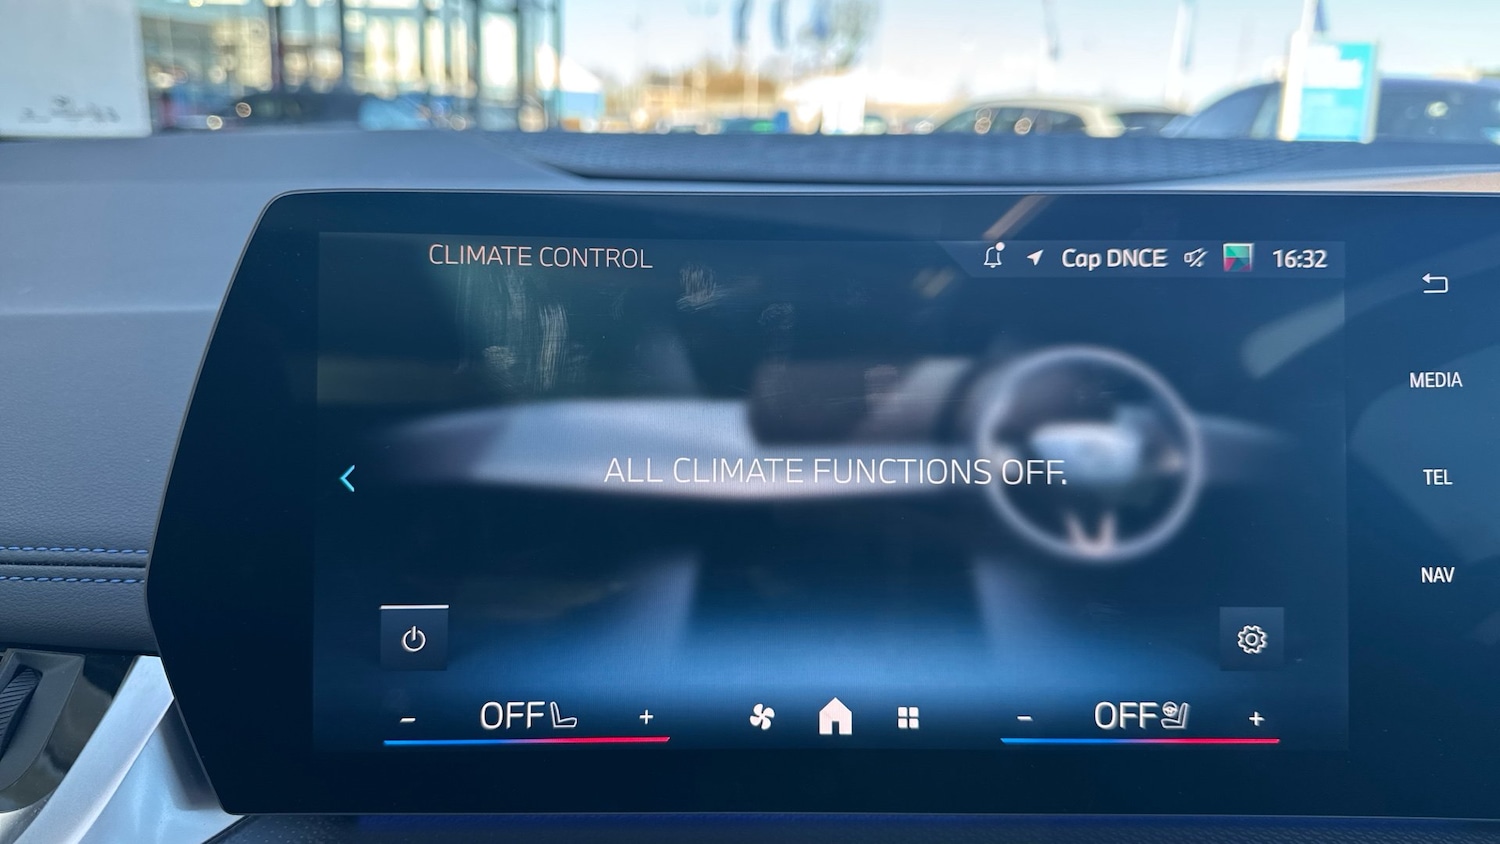 CLIMATE CONTROL
Cap DNCE 16:32
MEDIA
ALL CLIMATE FUNCTIONS OFF.
TEL
NAV
- OFF +
- OFF +